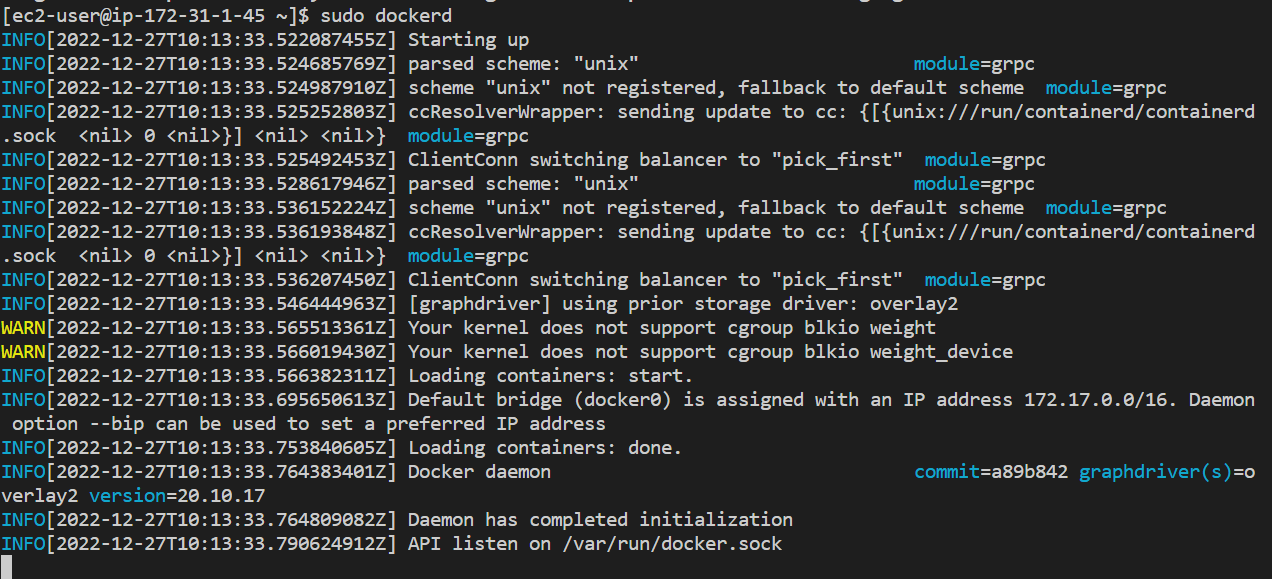 [ec2-user@ip-172-31-1-45 ~]$ sudo dockerd
INFO[2022-12-27T10:13:33.522087455Z] Starting up
INFO[2022-12-27T10:13:33.524685769Z] parsed scheme: "unix"                         module=grpc
INFO[2022-12-27T10:13:33.524987910Z] scheme "unix" not registered, fallback to default scheme  module=grpc
INFO[2022-12-27T10:13:33.525252803Z] ccResolverWrapper: sending update to cc: {[{unix:///run/containerd/containerd
.sock  <nil> 0 <nil>}] <nil> <nil>}  module=grpc
INFO[2022-12-27T10:13:33.525492453Z] ClientConn switching balancer to "pick_first"  module=grpc
INFO[2022-12-27T10:13:33.528617946Z] parsed scheme: "unix"                         module=grpc
INFO[2022-12-27T10:13:33.536152224Z] scheme "unix" not registered, fallback to default scheme  module=grpc
INFO[2022-12-27T10:13:33.536193848Z] ccResolverWrapper: sending update to cc: {[{unix:///run/containerd/containerd
.sock  <nil> 0 <nil>}] <nil> <nil>}  module=grpc
INFO[2022-12-27T10:13:33.536207450Z] ClientConn switching balancer to "pick_first"  module=grpc
INFO[2022-12-27T10:13:33.546444963Z] [graphdriver] using prior storage driver: overlay2
WARN[2022-12-27T10:13:33.565513361Z] Your kernel does not support cgroup blkio weight
WARN[2022-12-27T10:13:33.566019430Z] Your kernel does not support cgroup blkio weight_device
INFO[2022-12-27T10:13:33.566382311Z] Loading containers: start.
INFO[2022-12-27T10:13:33.695650613Z] Default bridge (docker0) is assigned with an IP address 172.17.0.0/16. Daemon
 option --bip can be used to set a preferred IP address
INFO[2022-12-27T10:13:33.753840605Z] Loading containers: done.
INFO[2022-12-27T10:13:33.764383401Z] Docker daemon                                 commit=a89b842 graphdriver(s)=o
verlay2 version=20.10.17
INFO[2022-12-27T10:13:33.764809082Z] Daemon has completed initialization
INFO[2022-12-27T10:13:33.790624912Z] API listen on /var/run/docker.sock